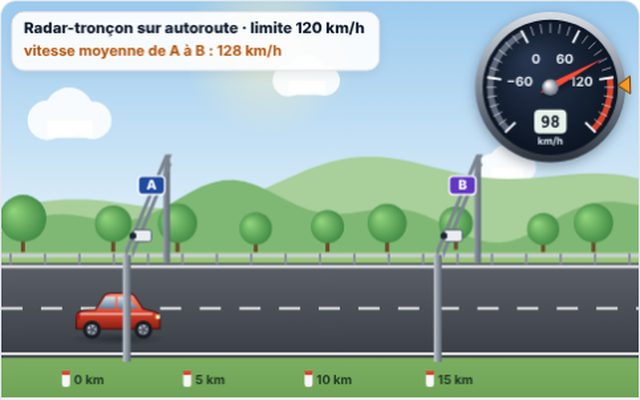 Radar-tronçon sur autoroute · limite 120 km/h
vitesse moyenne de A à B : 128 km/h
0 60
−60 120
98
km/h
A B
0 km 5 km 10 km 15 km